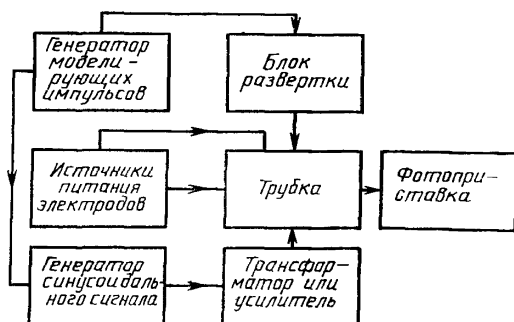 Генератор
модели-
рующих
импульсов
Блок
развертки
Источники
питания
электродов
Трубка
Фотопри-
ставка
Генератор
синусоидаль-
ного сигнала
Трансфор-
матор или
усилитель